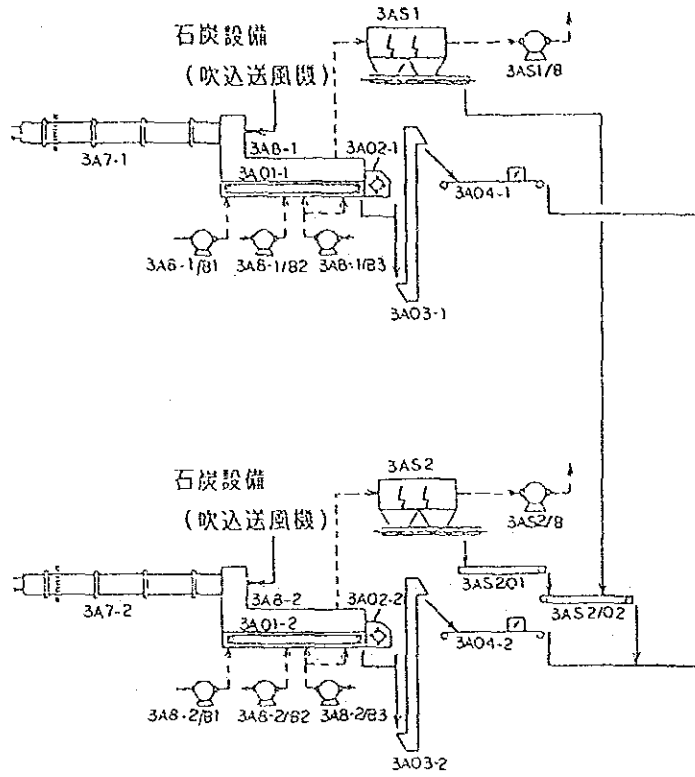 3AS1
石炭設備
(吹込送風機)
3AS1/B
3A8-1
3A02-1
3A7-1
3A01-1
3A04-1
3A8-1/B1
3A8-1/B2
3A8-1/B3
3A03-1
3AS2
石炭設備
(吹込送風機)
3AS2/B
3AS201
3A8-2
3A02-2
3AS2/02
3A7-2
3A01-2
3A04-2
3A8-2/B1
3A8-2/B2
3A8-2/B3
3A03-2